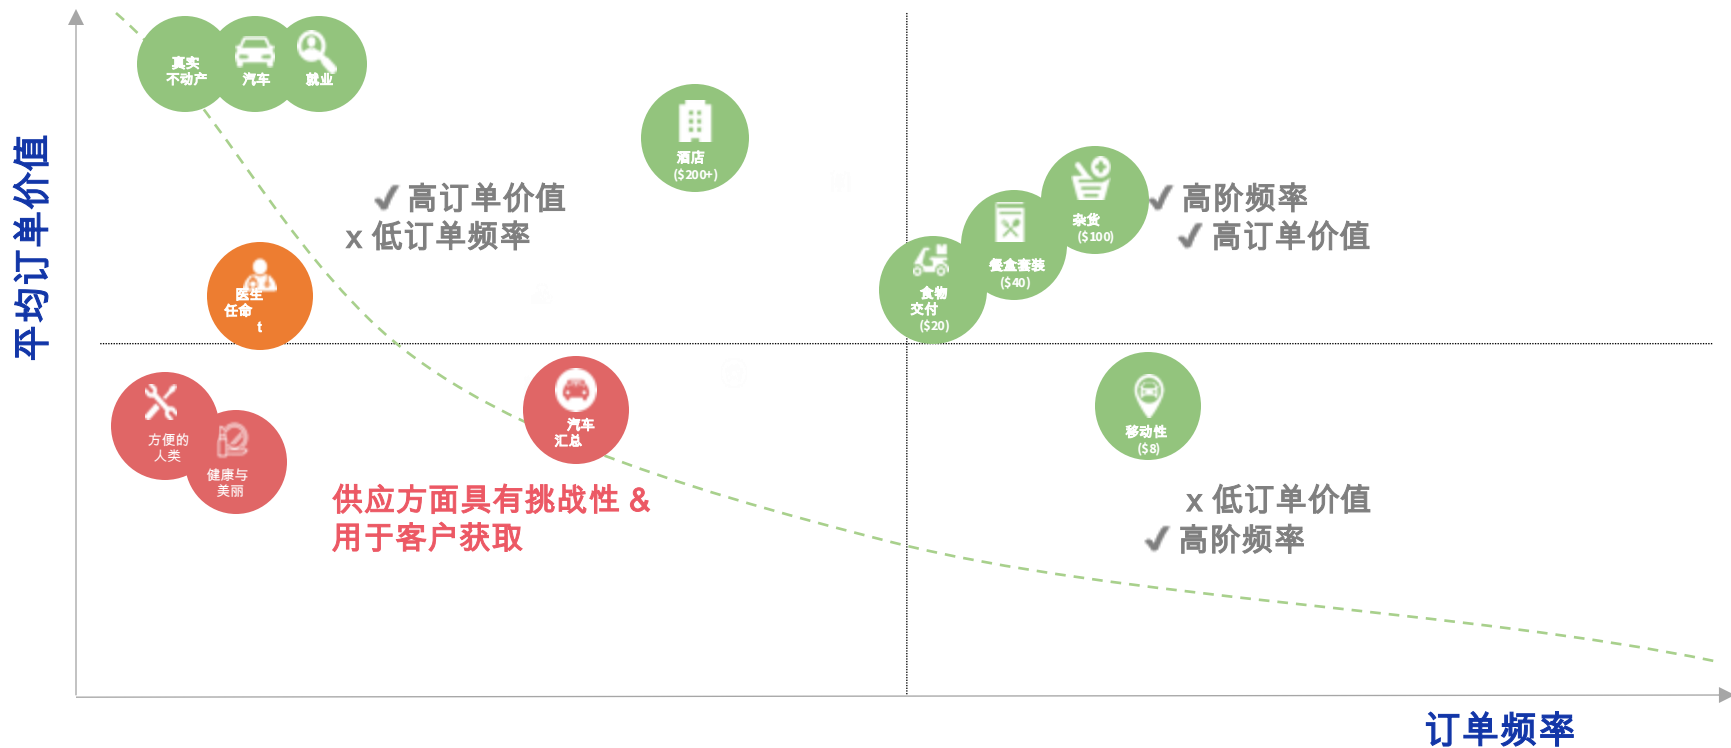 真实
不动产
汽车
就业
酒店
($200+)
✔ 高订单价值
x 低订单频率
✔ 高阶频率
✔ 高订单价值
杂货
($100)
餐盒套装
($40)
食物
交付
($20)
医生
任命
t
平均订单价值
汽车
汇总
移动性
($8)
方便的
人类
健康与
美丽
供应方面具有挑战性 &
用于客户获取
x 低订单价值
✔ 高阶频率
订单频率